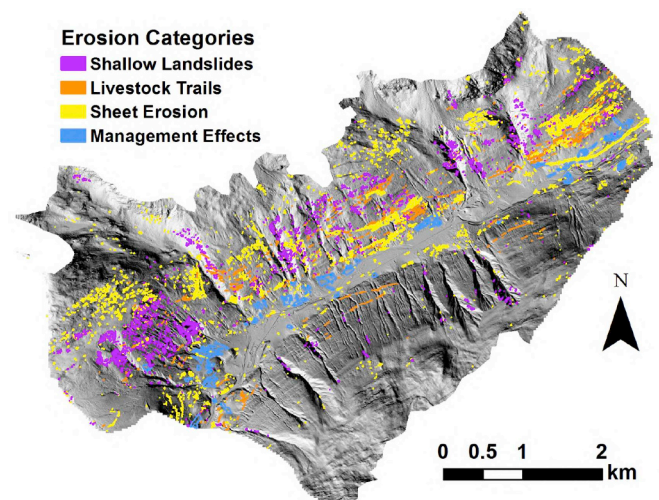 Erosion Categories
Shallow Landslides
Livestock Trails
Sheet Erosion
Management Effects
N
0 0.5 1 2
km